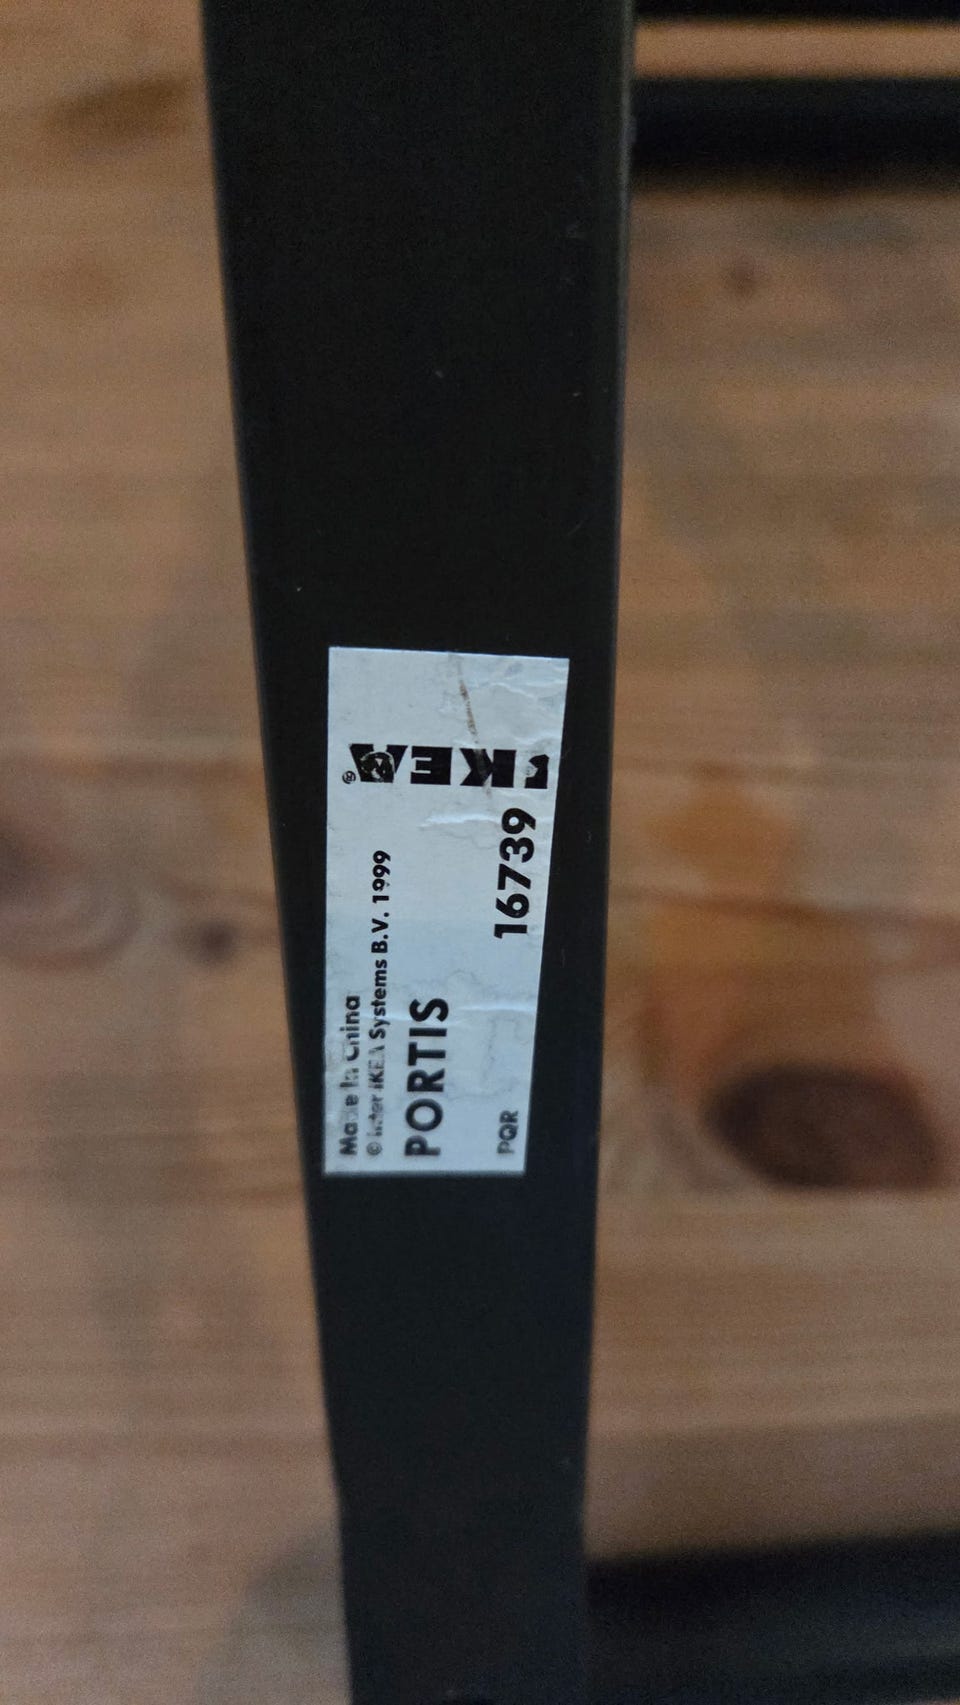 Made In China
© Inter IKEA Systems B.V. 1999
PORTIS
PQR
16739
IKEA®